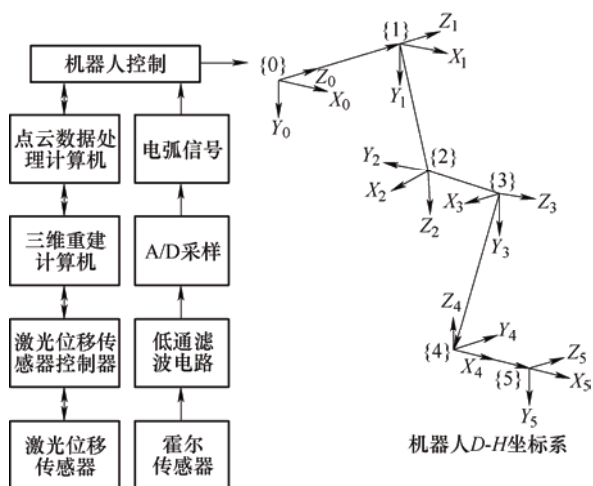 机器人控制
点云数据处
理计算机
三维重建
计算机
激光位移传
感器控制器
激光位移
传感器
电弧信号
A/D采样
低通滤
波电路
霍尔
传感器
{0}
Z0
X0
Y0
{1}
Z1
X1
Y1
{2}
Y2
X2
Z2
{3}
X3
Z3
Y3
{4}
Z4
Y4
X4
{5}
Z5
X5
Y5
机器人D-H坐标系